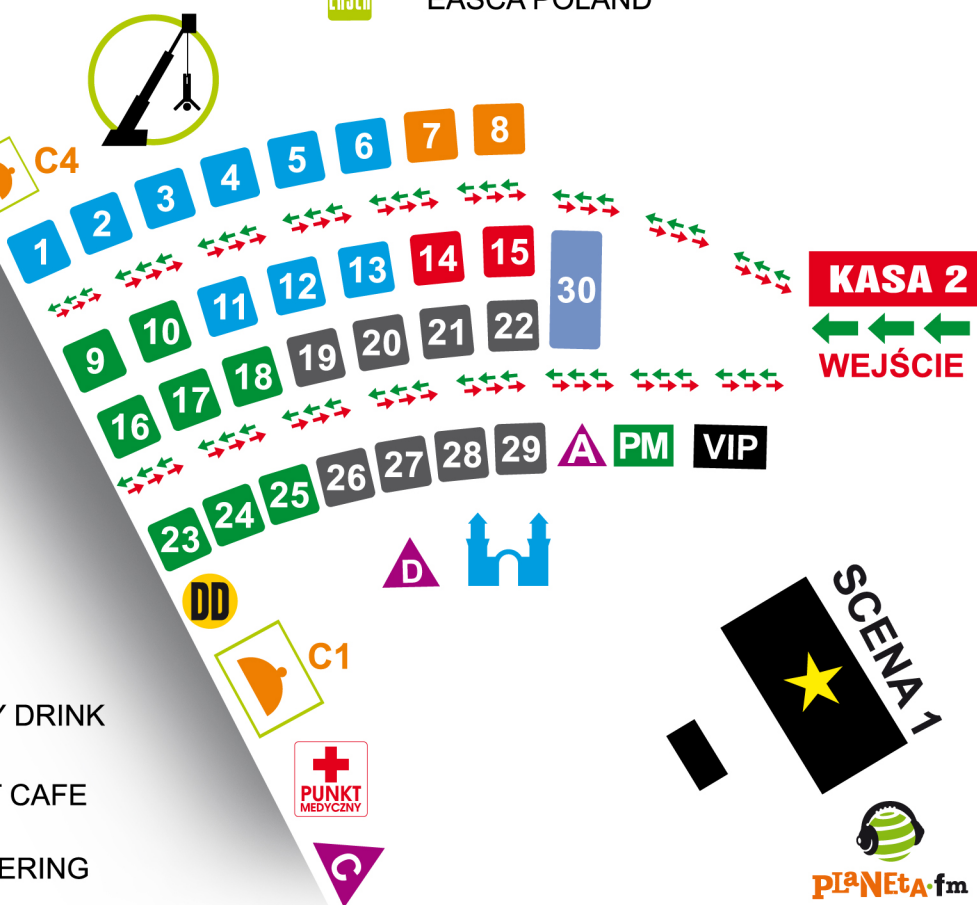 EASCA POLAND
C4
1 2 3 4 5 6 7 8
9 10 11 12 13 14 15
30
KASA 2
WEJŚCIE
16 17 18 19 20 21 22
23 24 25 26 27 28 29
A PM VIP
D
DD
C1
SCENA 1
DRINK
CAFE
PUNKT
MEDYCZNY
C
PLaNEtA.fm